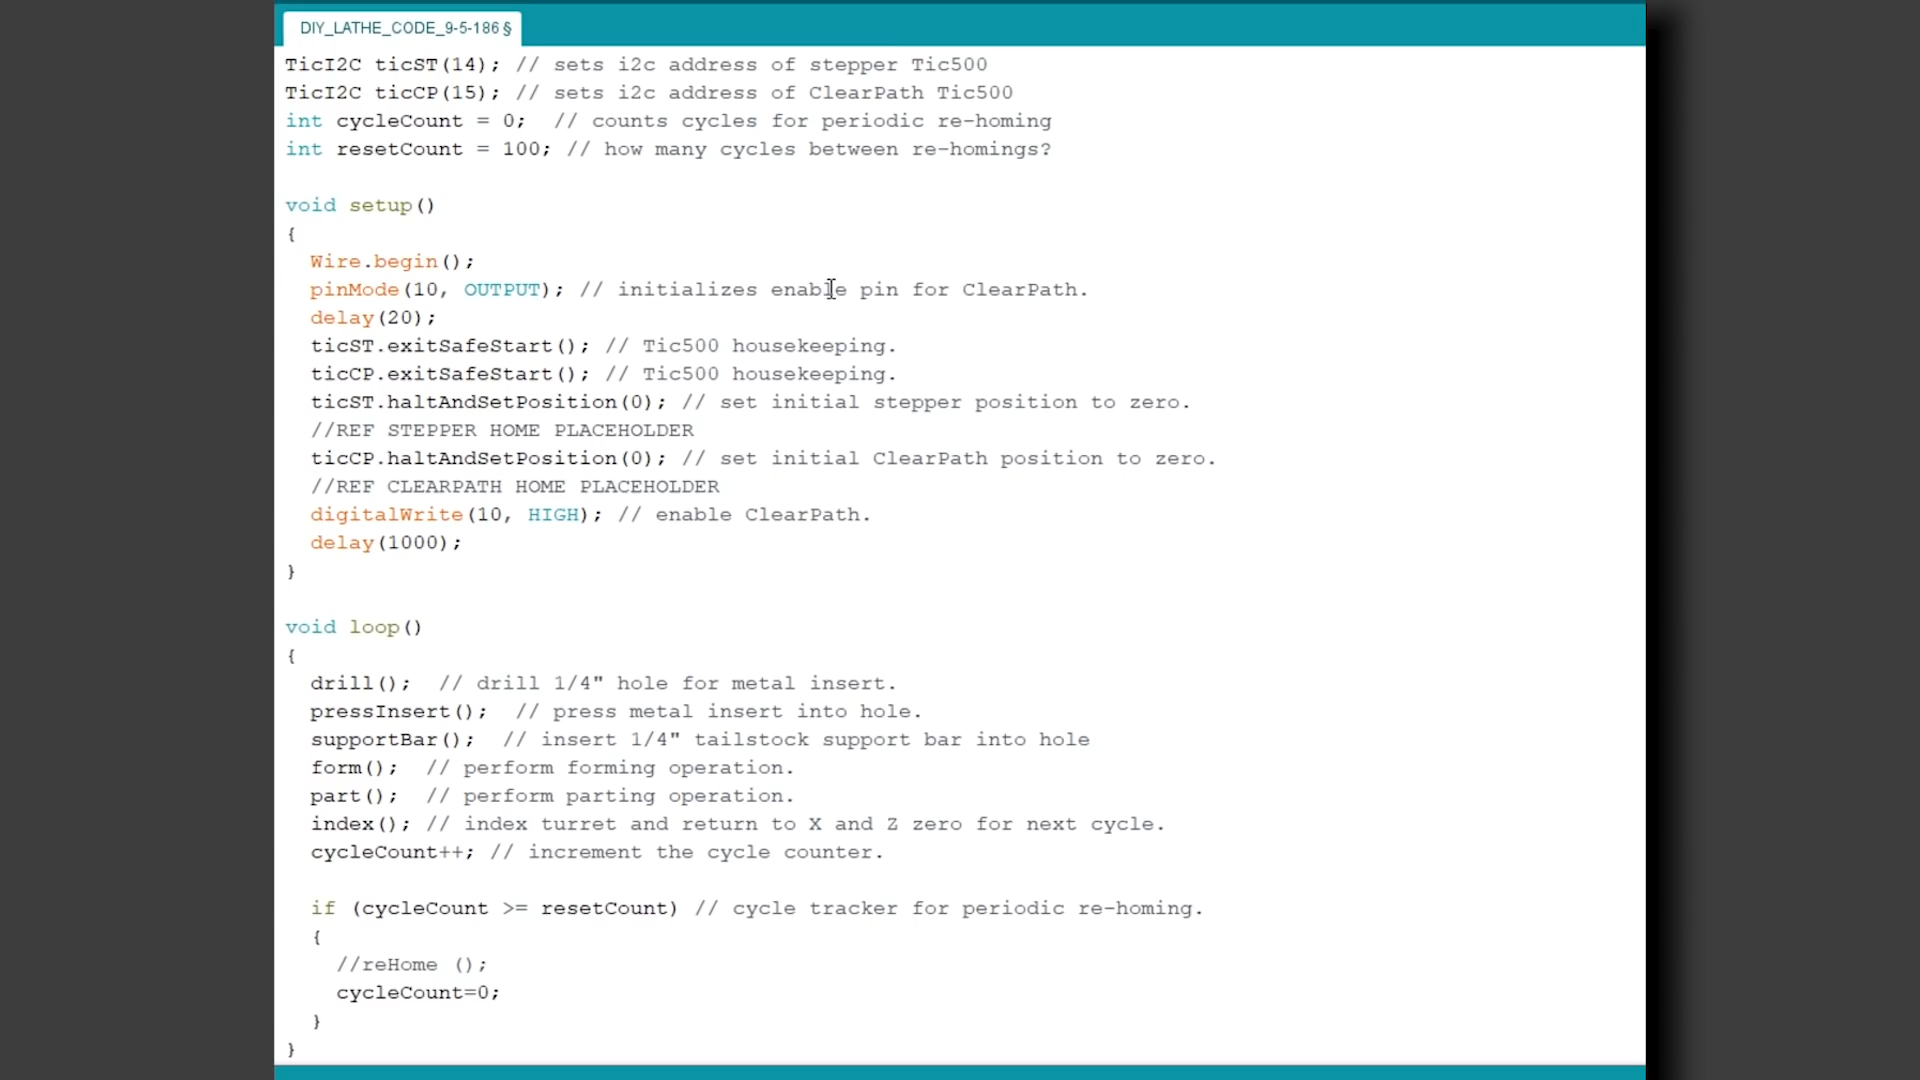 DIY_LATHE_CODE_9-5-186 §
TicI2C ticST(14); // sets i2c address of stepper Tic500
TicI2C ticCP(15); // sets i2c address of ClearPath Tic500
int cycleCount = 0;  // counts cycles for periodic re-homing
int resetCount = 100; // how many cycles between re-homings?
void setup()
{
Wire.begin();
pinMode(10, OUTPUT); // initializes enable pin for ClearPath.
delay(20);
ticST.exitSafeStart(); // Tic500 housekeeping.
ticCP.exitSafeStart(); // Tic500 housekeeping.
ticST.haltAndSetPosition(0); // set initial stepper position to zero.
//REF STEPPER HOME PLACEHOLDER
ticCP.haltAndSetPosition(0); // set initial ClearPath position to zero.
//REF CLEARPATH HOME PLACEHOLDER
digitalWrite(10, HIGH); // enable ClearPath.
delay(1000);
}
void loop()
{
drill();  // drill 1/4" hole for metal insert.
pressInsert();  // press metal insert into hole.
supportBar();  // insert 1/4" tailstock support bar into hole
form();  // perform forming operation.
part();  // perform parting operation.
index(); // index turret and return to X and Z zero for next cycle.
cycleCount++; // increment the cycle counter.
if (cycleCount >= resetCount) // cycle tracker for periodic re-homing.
{
//reHome ();
cycleCount=0;
}
}